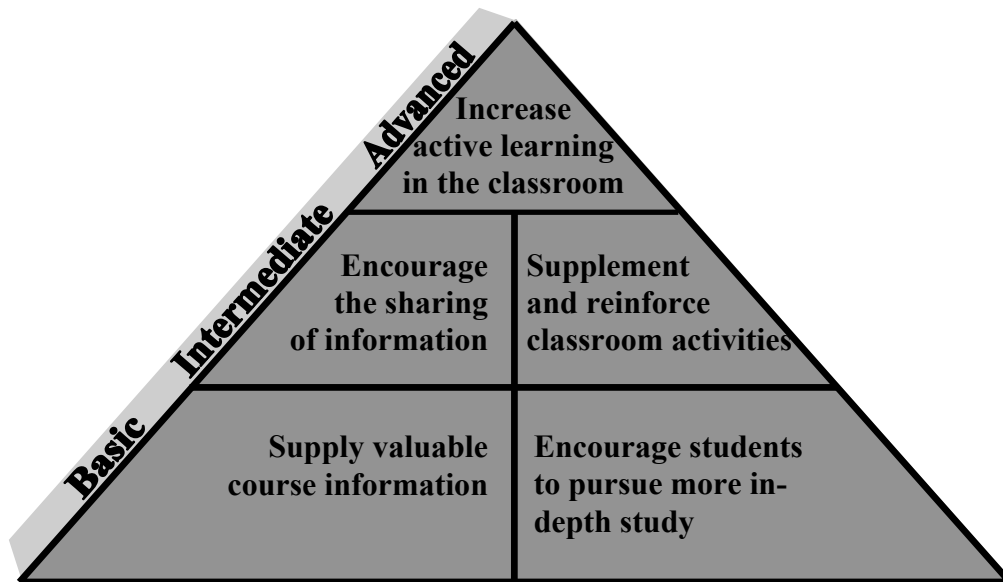 Advanced
Increase
active learning
in the classroom
Intermediate
Encourage
the sharing
of information
Supplement
and reinforce
classroom activities
Basic
Supply valuable
course information
Encourage students
to pursue more in-
depth study